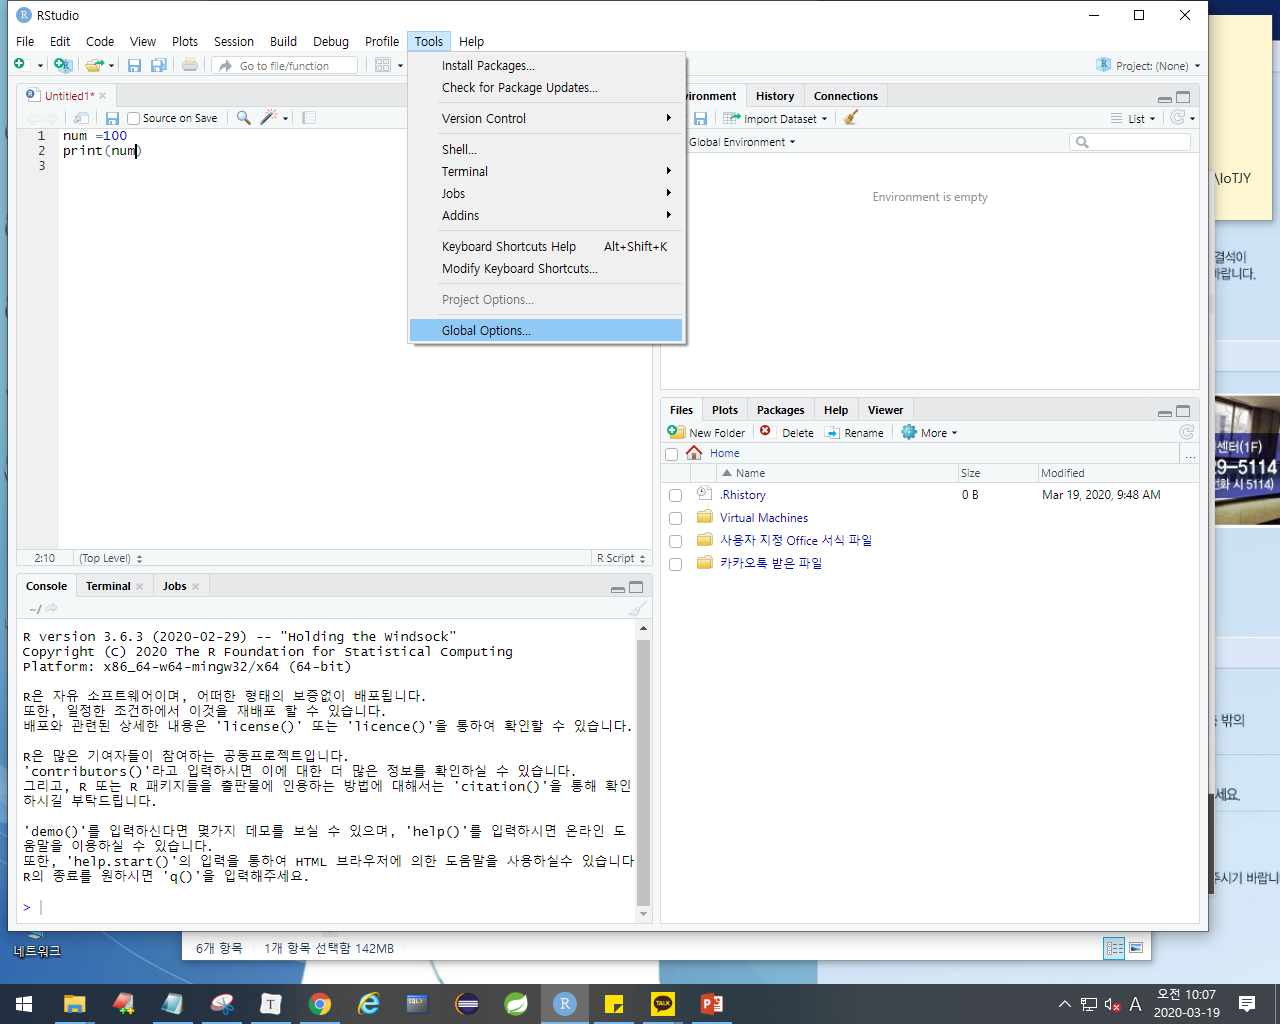 RStudio
File Edit Code View Plots Session Build Debug Profile Tools Help
Go to file/function
Project: (None)
Install Packages...
Check for Package Updates...
Version Control
Shell...
Terminal
Jobs
Addins
Keyboard Shortcuts Help Alt+Shift+K
Modify Keyboard Shortcuts...
Project Options...
Global Options...
Untitled1*
Source on Save
1 num =100
2 print(num)
3
2:10 (Top Level) R Script
ironment History Connections
Import Dataset List
Global Environment
Environment is empty
Files Plots Packages Help Viewer
New Folder Delete Rename More
Home ...
Name Size Modified
.Rhistory 0 B Mar 19, 2020, 9:48 AM
Virtual Machines
사용자 지정 Office 서식 파일
카카오톡 받은 파일
Console Terminal Jobs
~/
R version 3.6.3 (2020-02-29) -- "Holding the Windsock"
Copyright (C) 2020 The R Foundation for Statistical Computing
Platform: x86_64-w64-mingw32/x64 (64-bit)
R은 자유 소프트웨어이며, 어떠한 형태의 보증없이 배포됩니다.
또한, 일정한 조건하에서 이것을 재배포 할 수 있습니다.
배포와 관련된 상세한 내용은 'license()' 또는 'licence()'을 통하여 확인할 수 있습니다.
R은 많은 기여자들이 참여하는 공동프로젝트입니다.
'contributors()'라고 입력하시면 이에 대한 더 많은 정보를 확인하실 수 있습니다.
그리고, R 또는 R 패키지들을 출판물에 인용하는 방법에 대해서는 'citation()'을 통해 확인
하시길 부탁드립니다.
'demo()'를 입력하신다면 몇가지 데모를 보실 수 있으며, 'help()'를 입력하시면 온라인 도
움말을 이용하실 수 있습니다.
또한, 'help.start()'의 입력을 통하여 HTML 브라우저에 의한 도움말을 사용하실수 있습니다
R의 종료를 원하시면 'q()'을 입력해주세요.
>
\IoTJY
결석이
바랍니다.
센터(1F)
29-5114
전화 시 5114)
밖의
세요.
주시기 바랍니
네트워크
6개 항목 1개 항목 선택함 142MB
T
SQL>
R
TALK
A
오전 10:07
2020-03-19